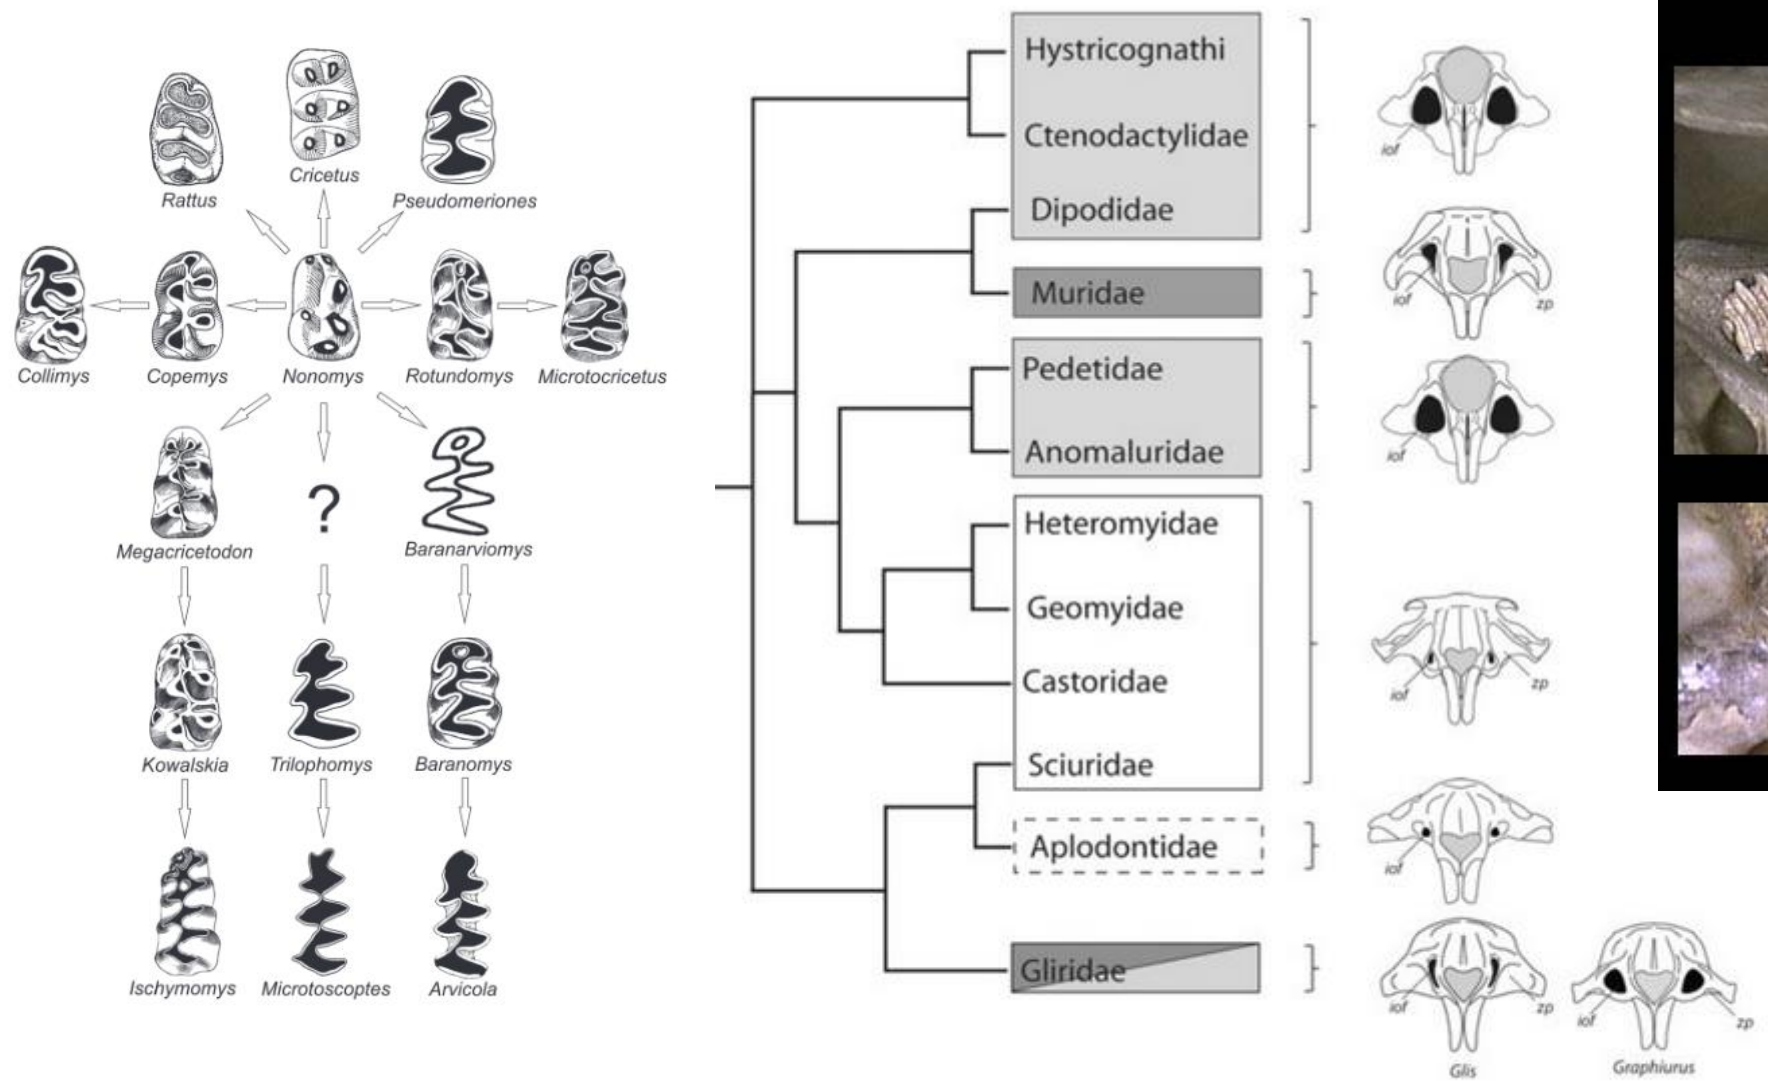 Rattus
Cricetus
Pseudomeriones
Collimys
Copemys
Nonomys
Rotundomys
Microtocricetus
Megacricetodon
?
Baranarviomys
Kowalskia
Trilophomys
Baranomys
Ischymomys
Microtoscoptes
Arvicola
Hystricognathi
Ctenodactylidae
Dipodidae
Muridae
Pedetidae
Anomaluridae
Heteromyidae
Geomyidae
Castoridae
Sciuridae
Aplodontidae
Gliridae
iof
iof zp
iof
iof zp
iof
iof zp
Glis
iof zp
Graphiurus